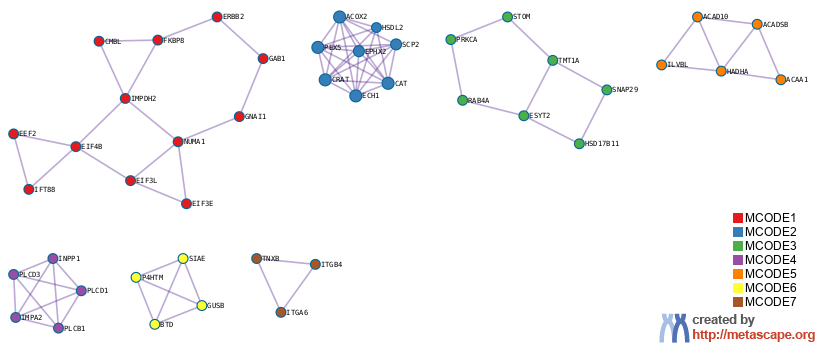 ERBB2
CMBL
FKBP8
GAB1
IMPDH2
GNAI1
EEF2
EIF4B
NUMA1
IFT88
EIF3L
EIF3E
ACOX2
HSDL2
PEX5
EPHX2
SCP2
CRAT
CAT
ECH1
STOM
PRKCA
TMT1A
RAB4A
SNAP29
ESYT2
HSD17B11
ACAD10
ACADSB
ILVBL
HADHA
ACAA1
INPP1
PLCD3
PLCD1
IMPA2
PLCB1
SIAE
P4HTM
GUSB
BTD
TNXB
ITGB4
ITGA6
MCODE1
MCODE2
MCODE3
MCODE4
MCODE5
MCODE6
MCODE7
created by
http://metascape.org